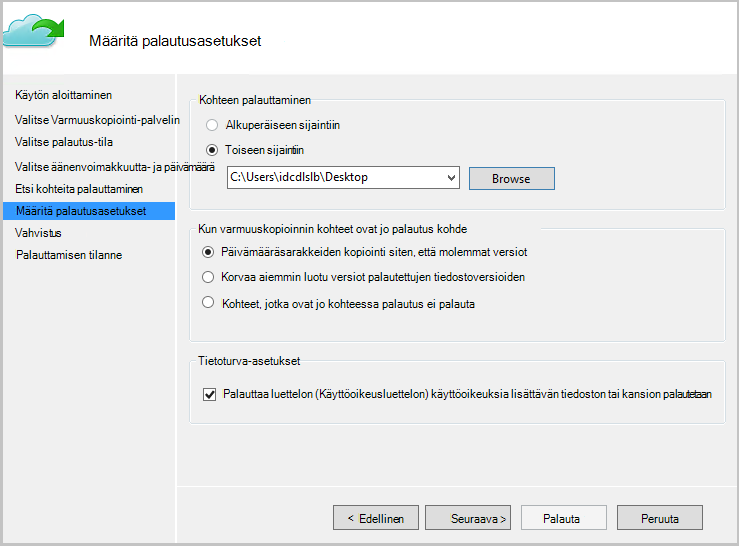 Määritä palautusasetukset
Käytön aloittaminen
Valitse Varmuuskopiointi-palvelin
Valitse palautus-tila
Valitse äänenvoimakkuutta- ja päivämäärä
Etsi kohteita palauttaminen
Määritä palautusasetukset
Vahvistus
Palauttamisen tilanne
Kohteen palauttaminen
Alkuperäiseen sijaintiin
Toiseen sijaintiin
C:\Users\idcdlslb\Desktop
Browse
Kun varmuuskopioinnin kohteet ovat jo palautus kohde
Päivämääräsarakkeiden kopiointi siten, että molemmat versiot
Korvaa aiemmin luotu versiot palautettujen tiedostoversioiden
Kohteet, jotka ovat jo kohteessa palautus ei palauta
Tietoturva-asetukset
Palauttaa luettelon (Käyttöoikeusluettelon) käyttöoikeuksia lisättävän tiedoston tai kansion palautetaan
< Edellinen
Seuraava >
Palauta
Peruuta